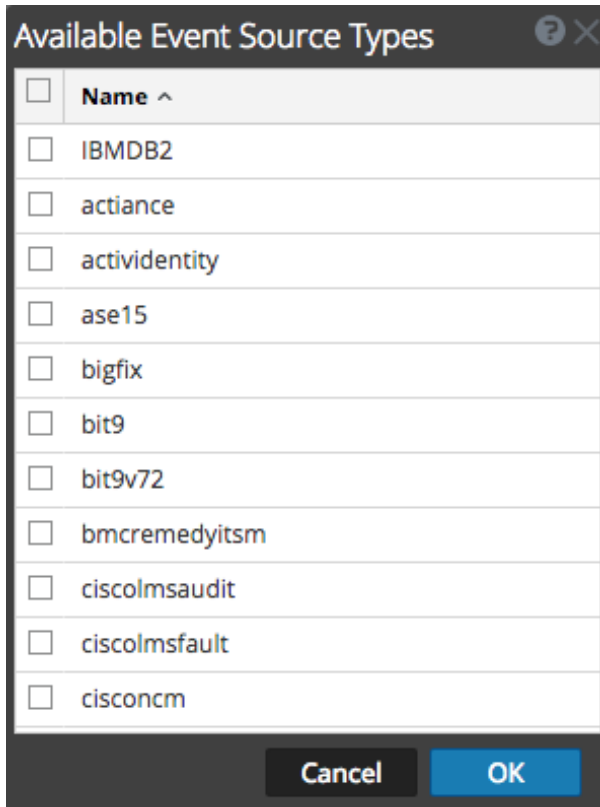 Available Event Source Types
Name
IBMDB2
actiance
actividentity
ase15
bigfix
bit9
bit9v72
bmcremedyitsm
ciscolmsaudit
ciscolmsfault
cisconcm
Cancel OK